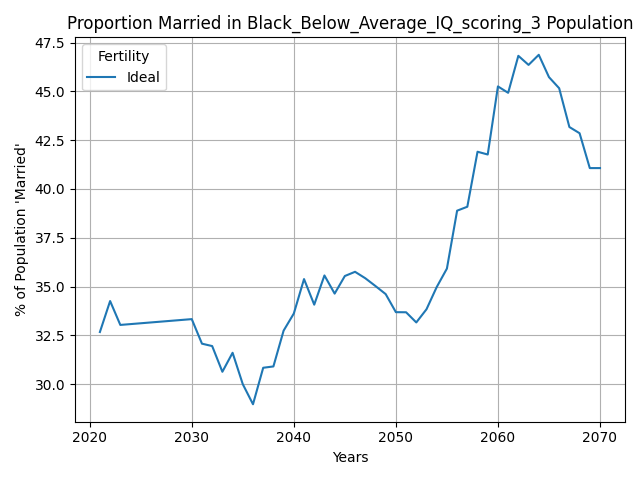 Proportion Married in Black_Below_Average_IQ_scoring_3 Population
Fertility
Ideal
47.5
45.0
42.5
40.0
37.5
35.0
32.5
30.0
% of Population 'Married'
2020 2030 2040 2050 2060 2070
Years